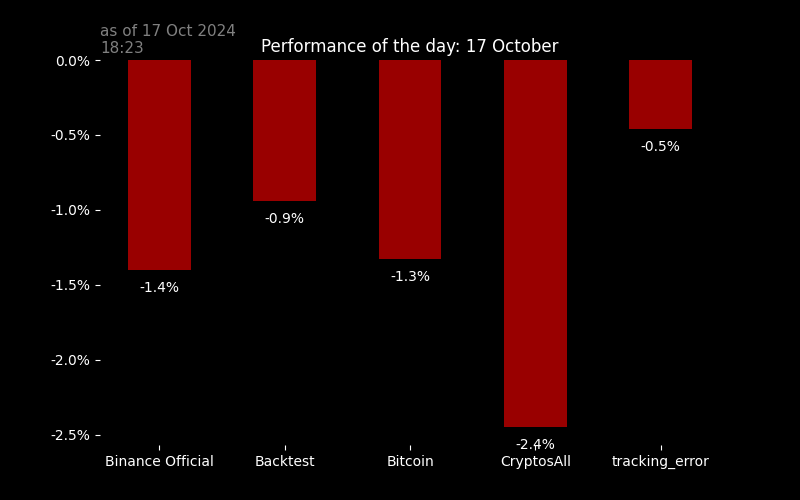 as of 17 Oct 2024
18:23
Performance of the day: 17 October
0.0%
-0.5%
-1.0%
-1.5%
-2.0%
-2.5%
-1.4%
-0.9%
-1.3%
-2.4%
-0.5%
Binance Official
Backtest
Bitcoin
CryptosAll
tracking_error